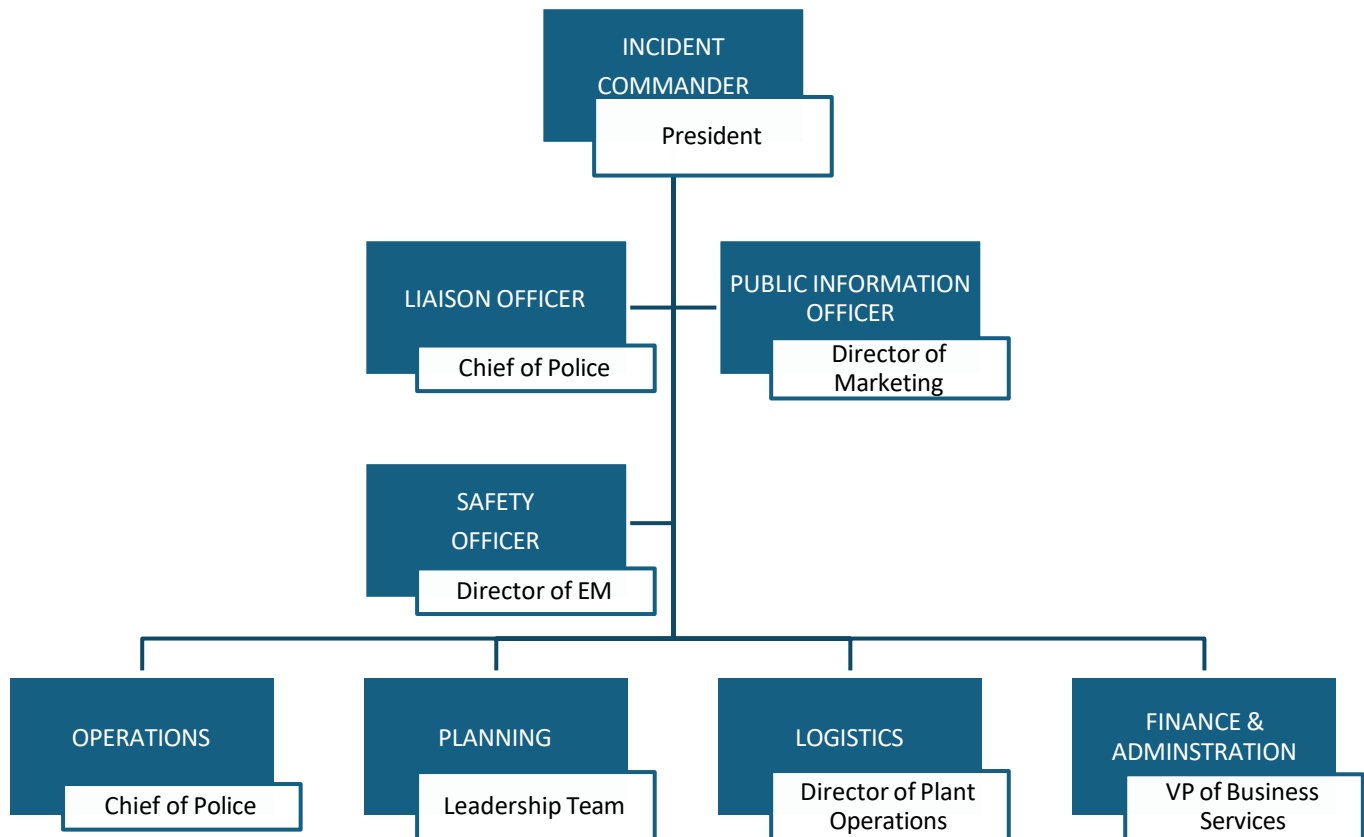 INCIDENT
COMMANDER
President
LIAISON OFFICER
Chief of Police
PUBLIC INFORMATION
OFFICER
Director of
Marketing
SAFETY
OFFICER
Director of EM
OPERATIONS
Chief of Police
PLANNING
Leadership Team
LOGISTICS
Director of Plant
Operations
FINANCE &
ADMINSTRATION
VP of Business
Services